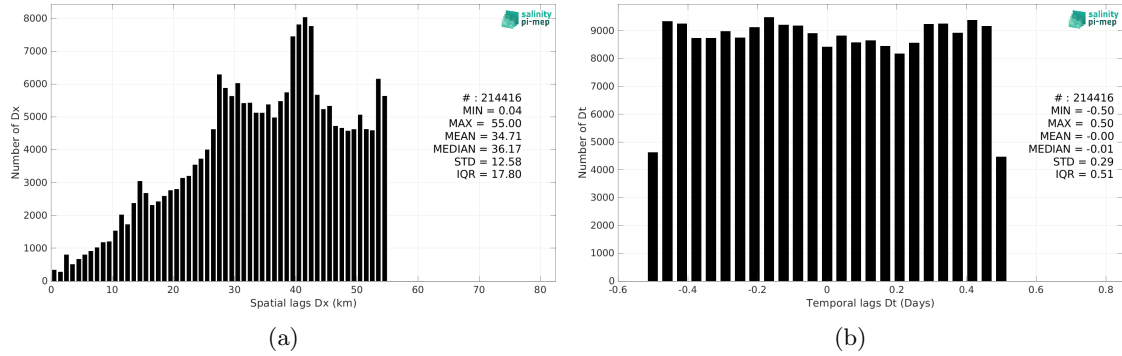 8000
7000
6000
5000
4000
3000
2000
1000
0
Number of Dx
salinity
pi-mep
# : 214416
MIN = 0.04
MAX = 55.00
MEAN = 34.71
MEDIAN = 36.17
STD = 12.58
IQR = 17.80
0 10 20 30 40 50 60 70 80
Spatial lags Dx (km)
(a)
9000
8000
7000
6000
5000
4000
3000
2000
1000
0
Number of Dt
salinity
pi-mep
# : 214416
MIN = -0.50
MAX = 0.50
MEAN = -0.00
MEDIAN = -0.01
STD = 0.29
IQR = 0.51
-0.6 -0.4 -0.2 0 0.2 0.4 0.6 0.8
Temporal lags Dt (Days)
(b)